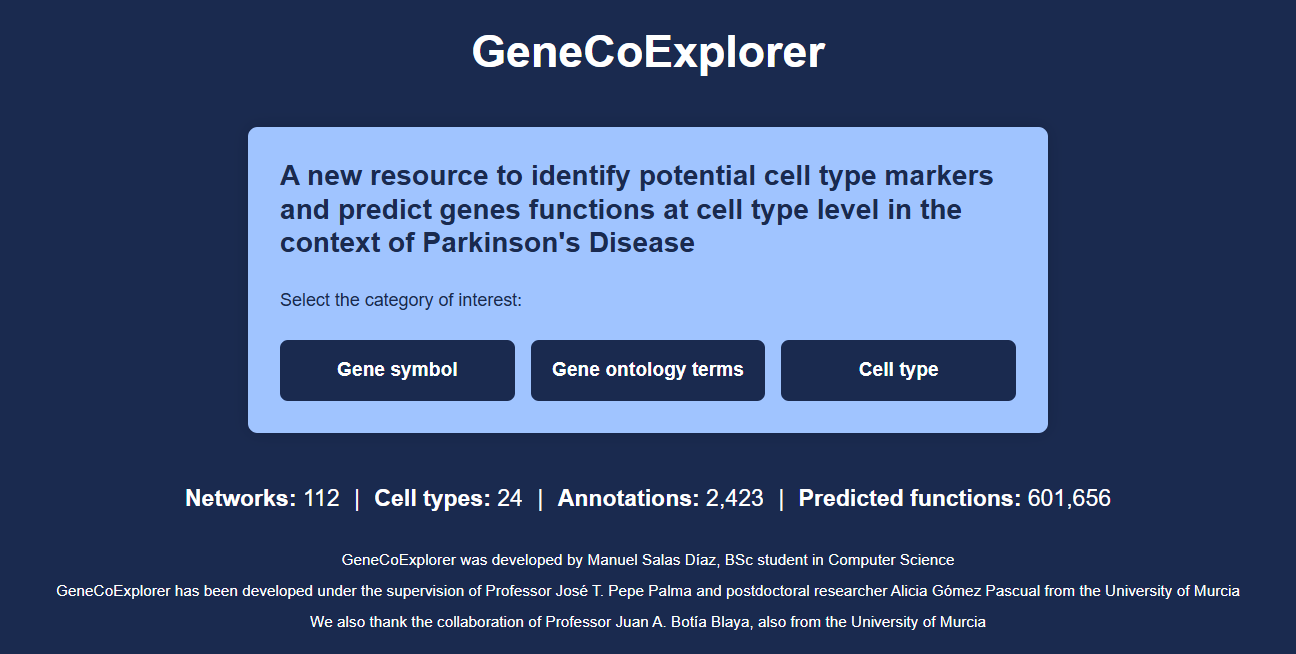 GeneCoExplorer
A new resource to identify potential cell type markers
and predict genes functions at cell type level in the
context of Parkinson's Disease
Select the category of interest:
Gene symbol
Gene ontology terms
Cell type
Networks: 112 | Cell types: 24 | Annotations: 2,423 | Predicted functions: 601,656
GeneCoExplorer was developed by Manuel Salas Díaz, BSc student in Computer Science
GeneCoExplorer has been developed under the supervision of Professor José T. Pepe Palma and postdoctoral researcher Alicia Gómez Pascual from the University of Murcia
We also thank the collaboration of Professor Juan A. Botía Blaya, also from the University of Murcia